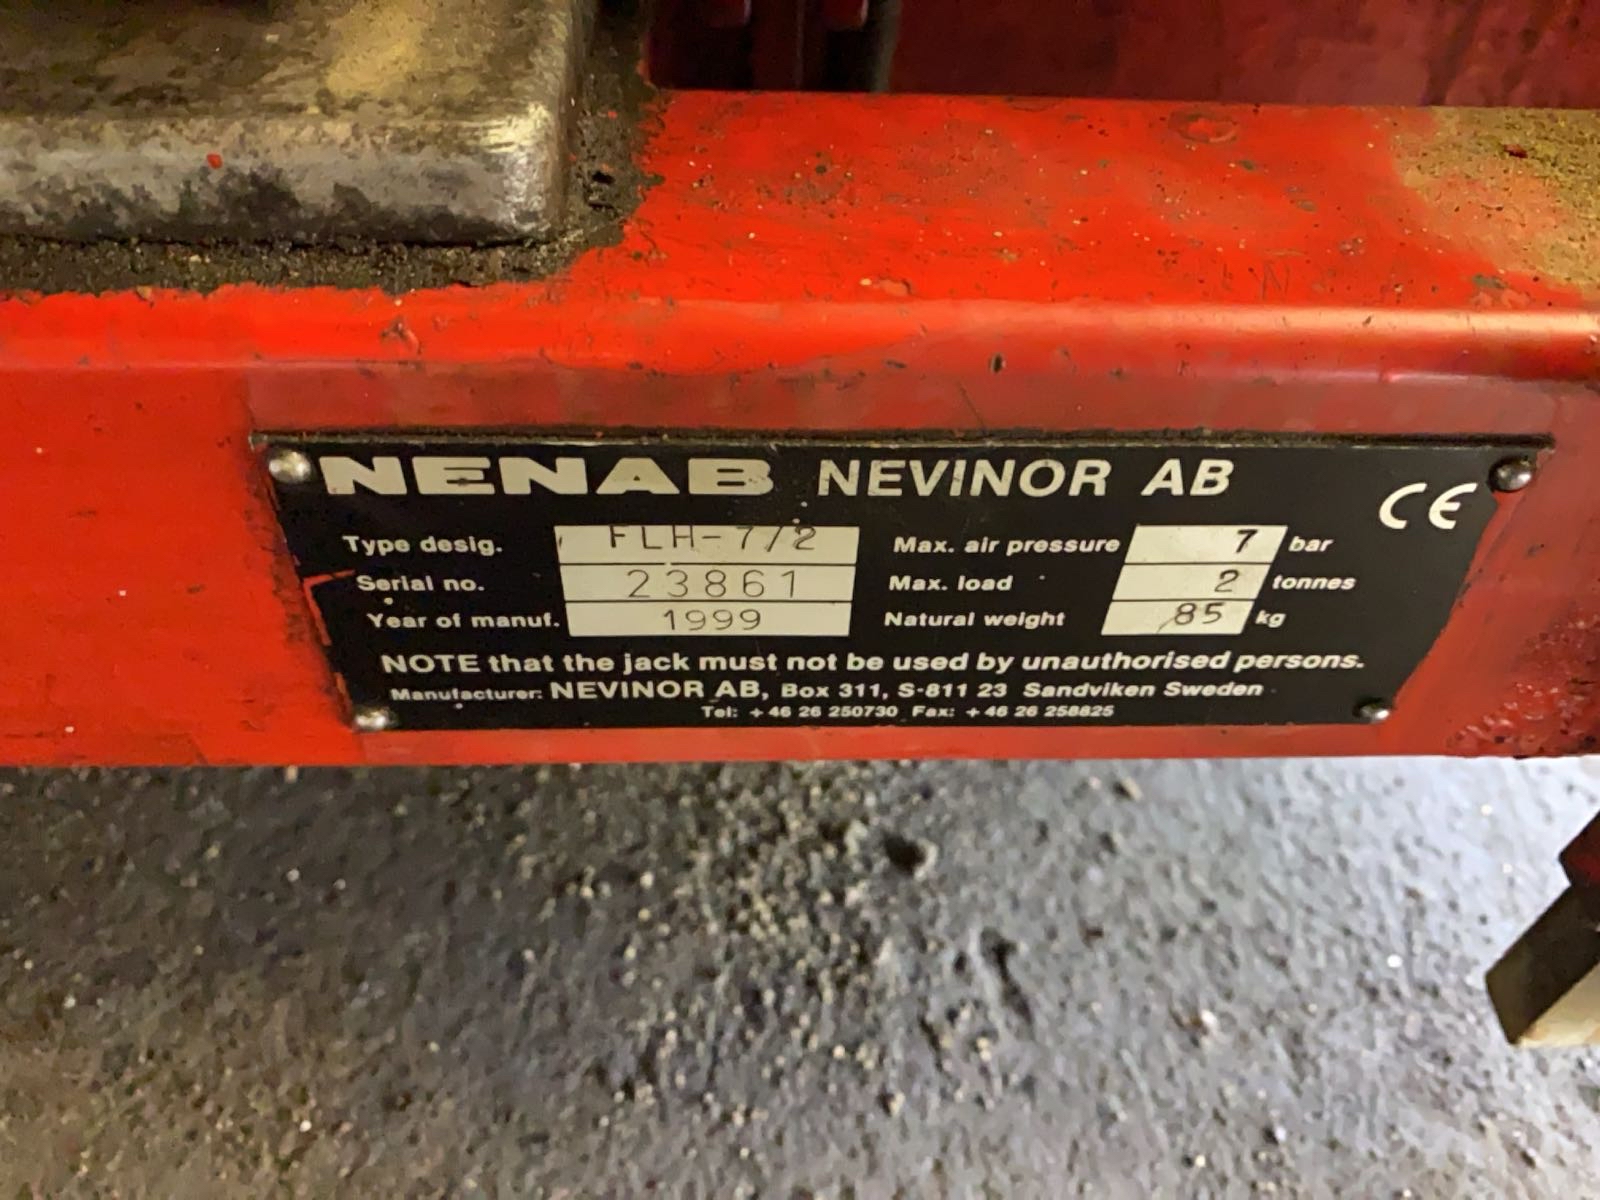 NENAB NEVINOR AB
CE
Type desig. FLH-7/2 Max. air pressure 7 bar
Serial no. 23861 Max. load 2 tonnes
Year of manuf. 1999 Natural weight 85 kg
NOTE that the jack must not be used by unauthorised persons.
Manufacturer: NEVINOR AB, Box 311, S-811 23 Sandviken Sweden
Tel: +46 26 250730 Fax: +46 26 258825